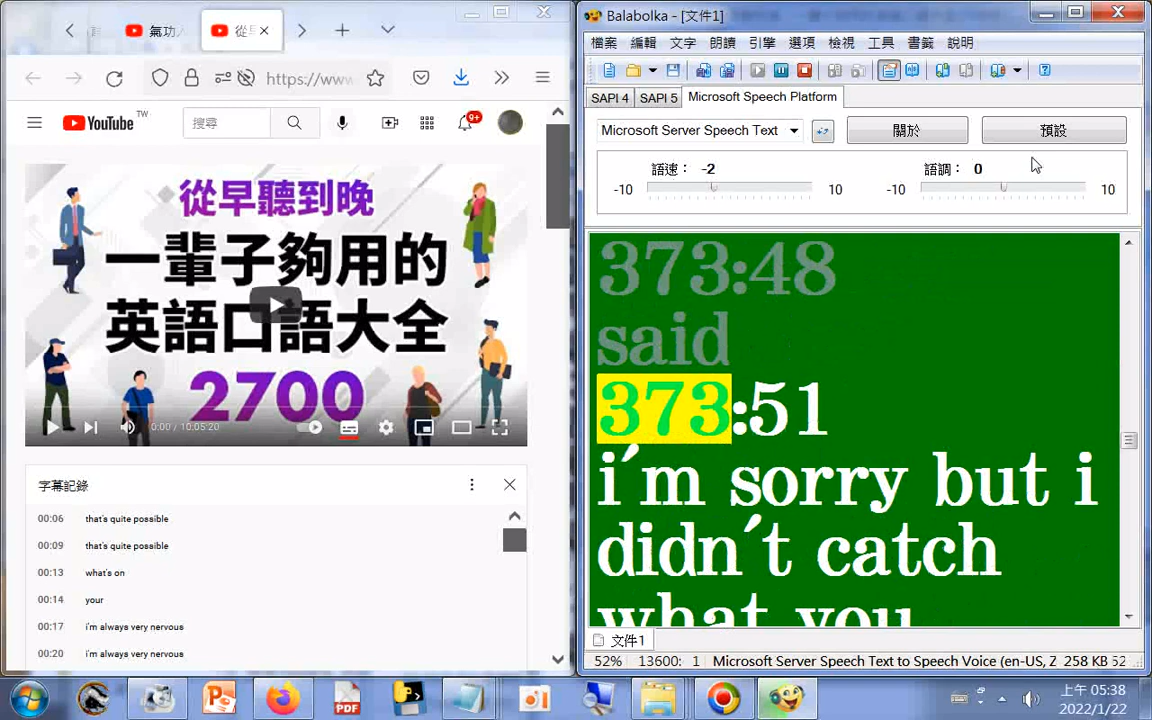 氣功人
從
https://www
YouTube TW
搜尋
9+
從早聽到晚
一輩子夠用的
英語口語大全
2700
0:00 / 10:05:20
字幕記錄
00:06 that's quite possible
00:09 that's quite possible
00:13 what's on
00:14 your
00:17 i'm always very nervous
00:20 i'm always very nervous
Balabolka - [文件1]
檔案 編輯 文字 朗讀 引擎 選項 檢視 工具 書籤 說明
SAPI 4 SAPI 5 Microsoft Speech Platform
Microsoft Server Speech Text
關於
預設
語速： -2
-10 10
語調： 0
-10 10
373:48
said
373:51
i'm sorry but i
didn't catch
what you
文件1
52% 13600: 1 Microsoft Server Speech Text to Speech Voice (en-US, Z 258 KB 52
PDF
上午 05:38
2022/1/22